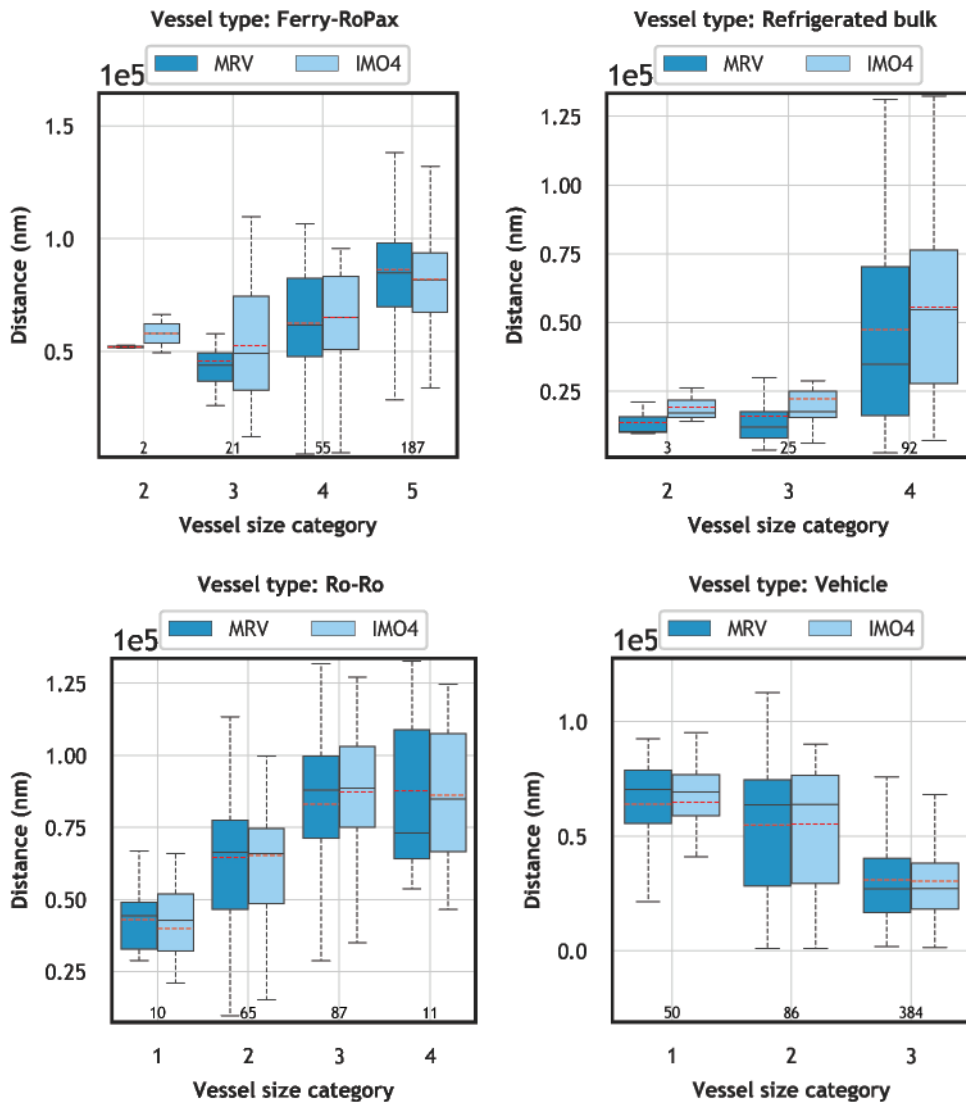 Vessel type: Ferry-RoPax
MRV IMO4
1e5
1.5
1.0
0.5
Distance (nm)
2 21 55 187
2 3 4 5
Vessel size category
Vessel type: Refrigerated bulk
MRV IMO4
1e5
1.25
1.00
0.75
0.50
0.25
Distance (nm)
3 25 92
2 3 4
Vessel size category
Vessel type: Ro-Ro
MRV IMO4
1e5
1.25
1.00
0.75
0.50
0.25
Distance (nm)
10 65 87 11
1 2 3 4
Vessel size category
Vessel type: Vehicle
MRV IMO4
1e5
1.0
0.5
0.0
Distance (nm)
50 86 384
1 2 3
Vessel size category